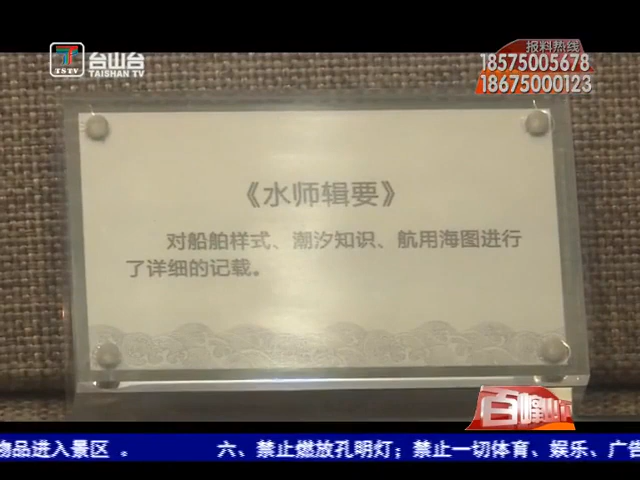 台山台
TSTV
TAISHAN TV
报料热线
18575005678
18675000123
《水师辑要》
对船舶样式、潮汐知识、航用海图进行
了详细的记载。
百峰山
物品进入景区 。 六、禁止燃放孔明灯；禁止一切体育、娱乐、广告